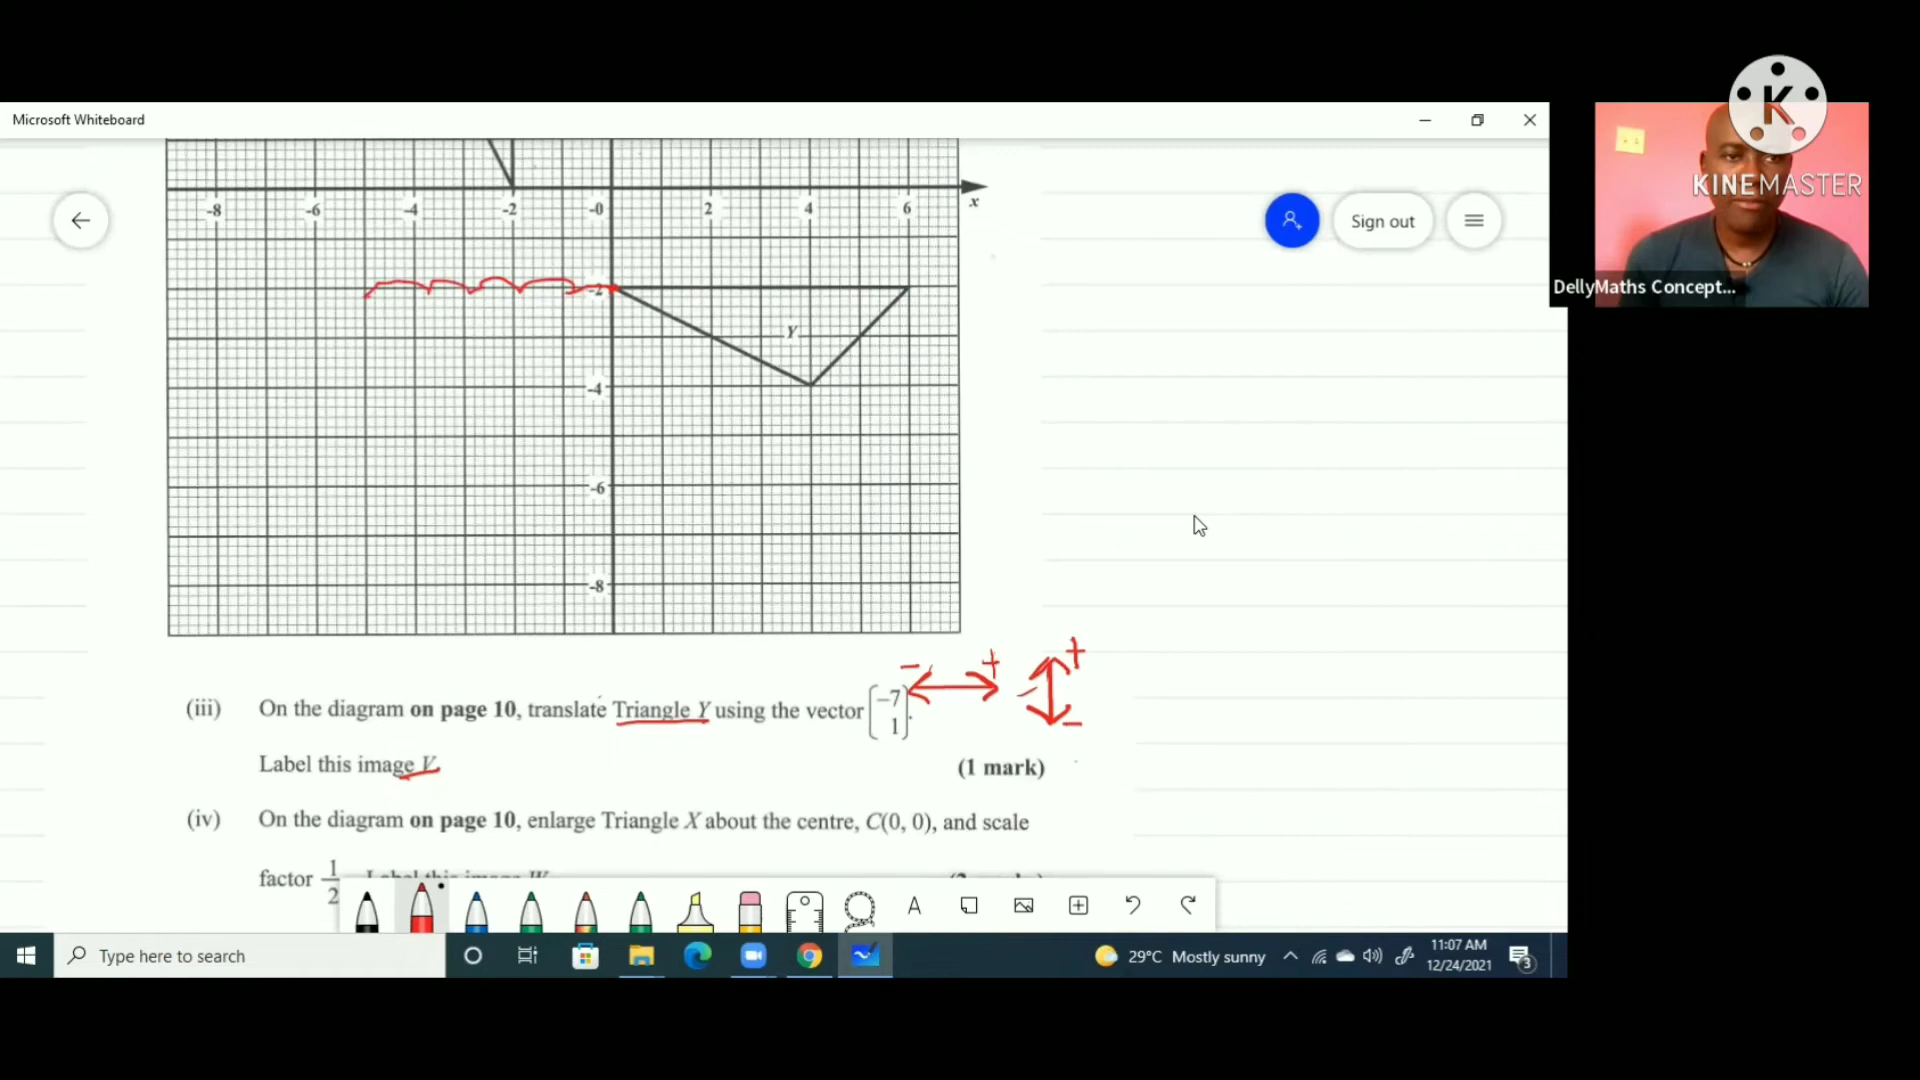 Microsoft Whiteboard
KINEMASTER
K
Sign out
DellyMaths Concept...
-8 -6 -4 -2 -0 2 4 6 x
-2
Y
-4
-6
-8
- + +
-
(iii) On the diagram on page 10, translate Triangle Y using the vector (-7 1).
Label this image V.
(1 mark)
(iv) On the diagram on page 10, enlarge Triangle X about the centre, C(0, 0), and scale
factor 1/2
A
Type here to search
29°C Mostly sunny
11:07 AM
12/24/2021
3